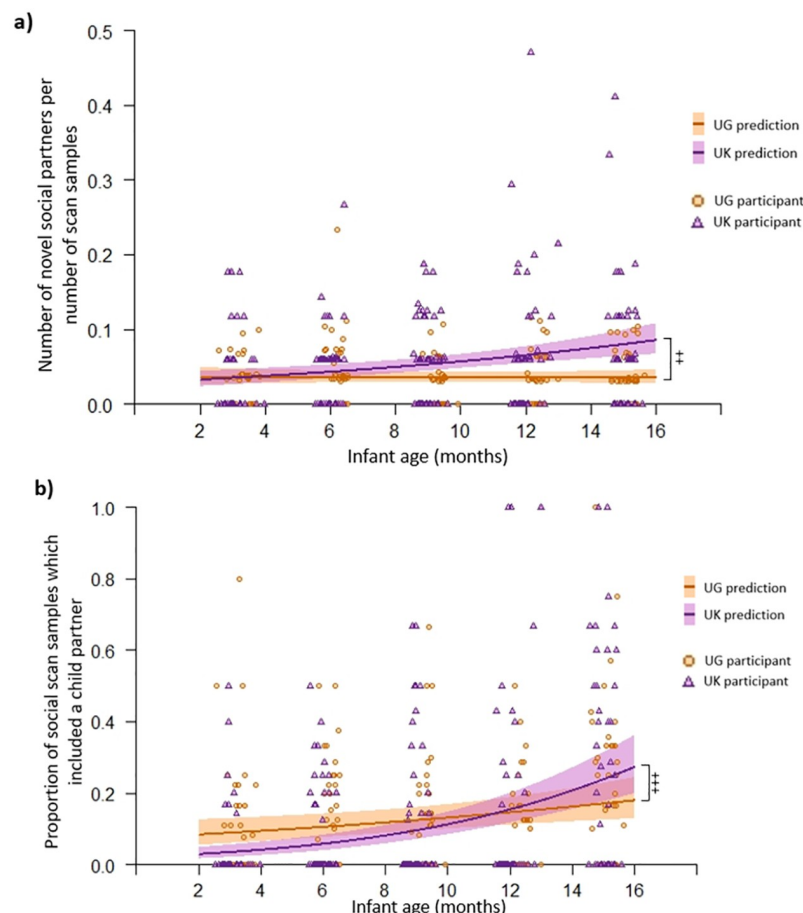 a)
Number of novel social partners per
number of scan samples
0.5
0.4
0.3
0.2
0.1
0.0
2 4 6 8 10 12 14 16
Infant age (months)
UG prediction
UK prediction
UG participant
UK participant
‡‡
b)
Proportion of social scan samples which
included a child partner
1.0
0.8
0.6
0.4
0.2
0.0
2 4 6 8 10 12 14 16
Infant age (months)
UG prediction
UK prediction
UG participant
UK participant
‡‡‡